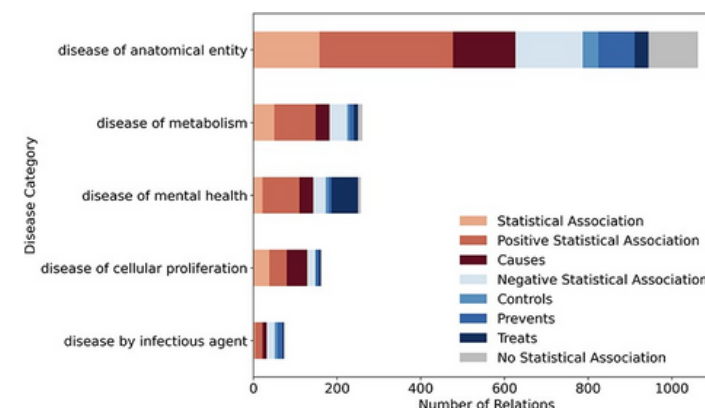 Disease Category
disease of anatomical entity
disease of metabolism
disease of mental health
disease of cellular proliferation
disease by infectious agent
Statistical Association
Positive Statistical Association
Causes
Negative Statistical Association
Controls
Prevents
Treats
No Statistical Association
0 200 400 600 800 1000
Number of Relations